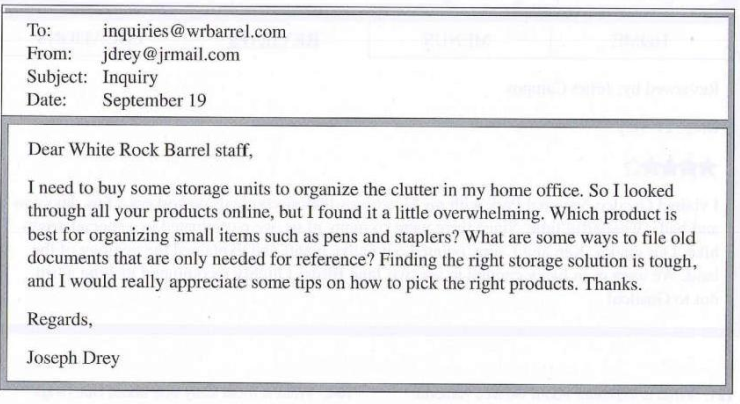 To: inquiries@wrbarrel.com
From: jdrey@jrmail.com
Subject: Inquiry
Date: September 19
Dear White Rock Barrel staff,
I need to buy some storage units to organize the clutter in my home office. So I looked
through all your products online, but I found it a little overwhelming. Which product is
best for organizing small items such as pens and staplers? What are some ways to file old
documents that are only needed for reference? Finding the right storage solution is tough,
and I would really appreciate some tips on how to pick the right products. Thanks.
Regards,
Joseph Drey